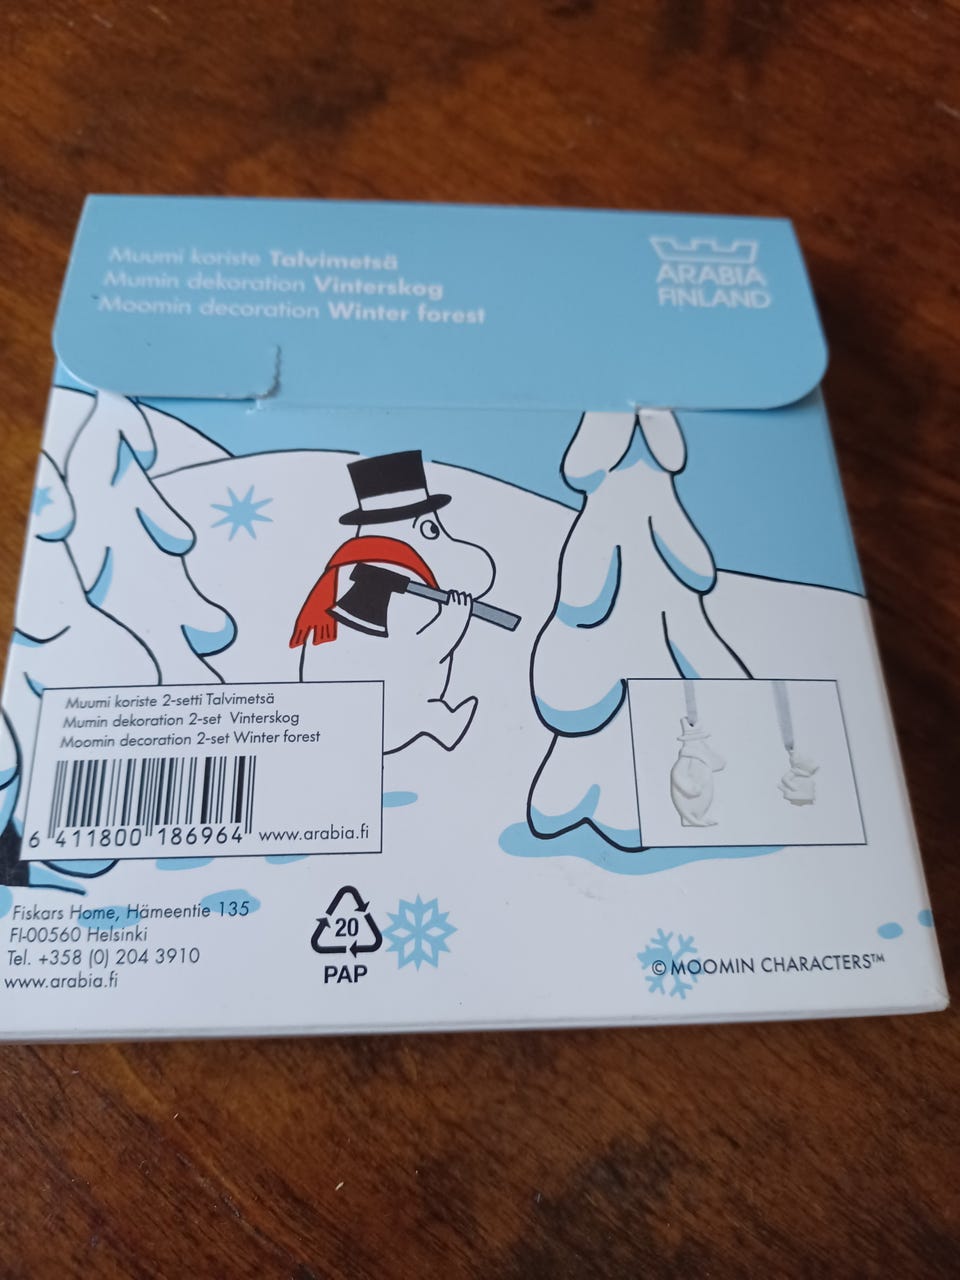 Muumi koriste Talvimetsä
Mumin dekoration Vinterskog
Moomin decoration Winter forest
ARABIA
FINLAND
Muumi koriste 2-setti Talvimetsä
Mumin dekoration 2-set Vinterskog
Moomin decoration 2-set Winter forest
6 411800 186964
www.arabia.fi
Fiskars Home, Hämeentie 135
FI-00560 Helsinki
Tel. +358 (0) 204 3910
www.arabia.fi
20
PAP
© MOOMIN CHARACTERS™